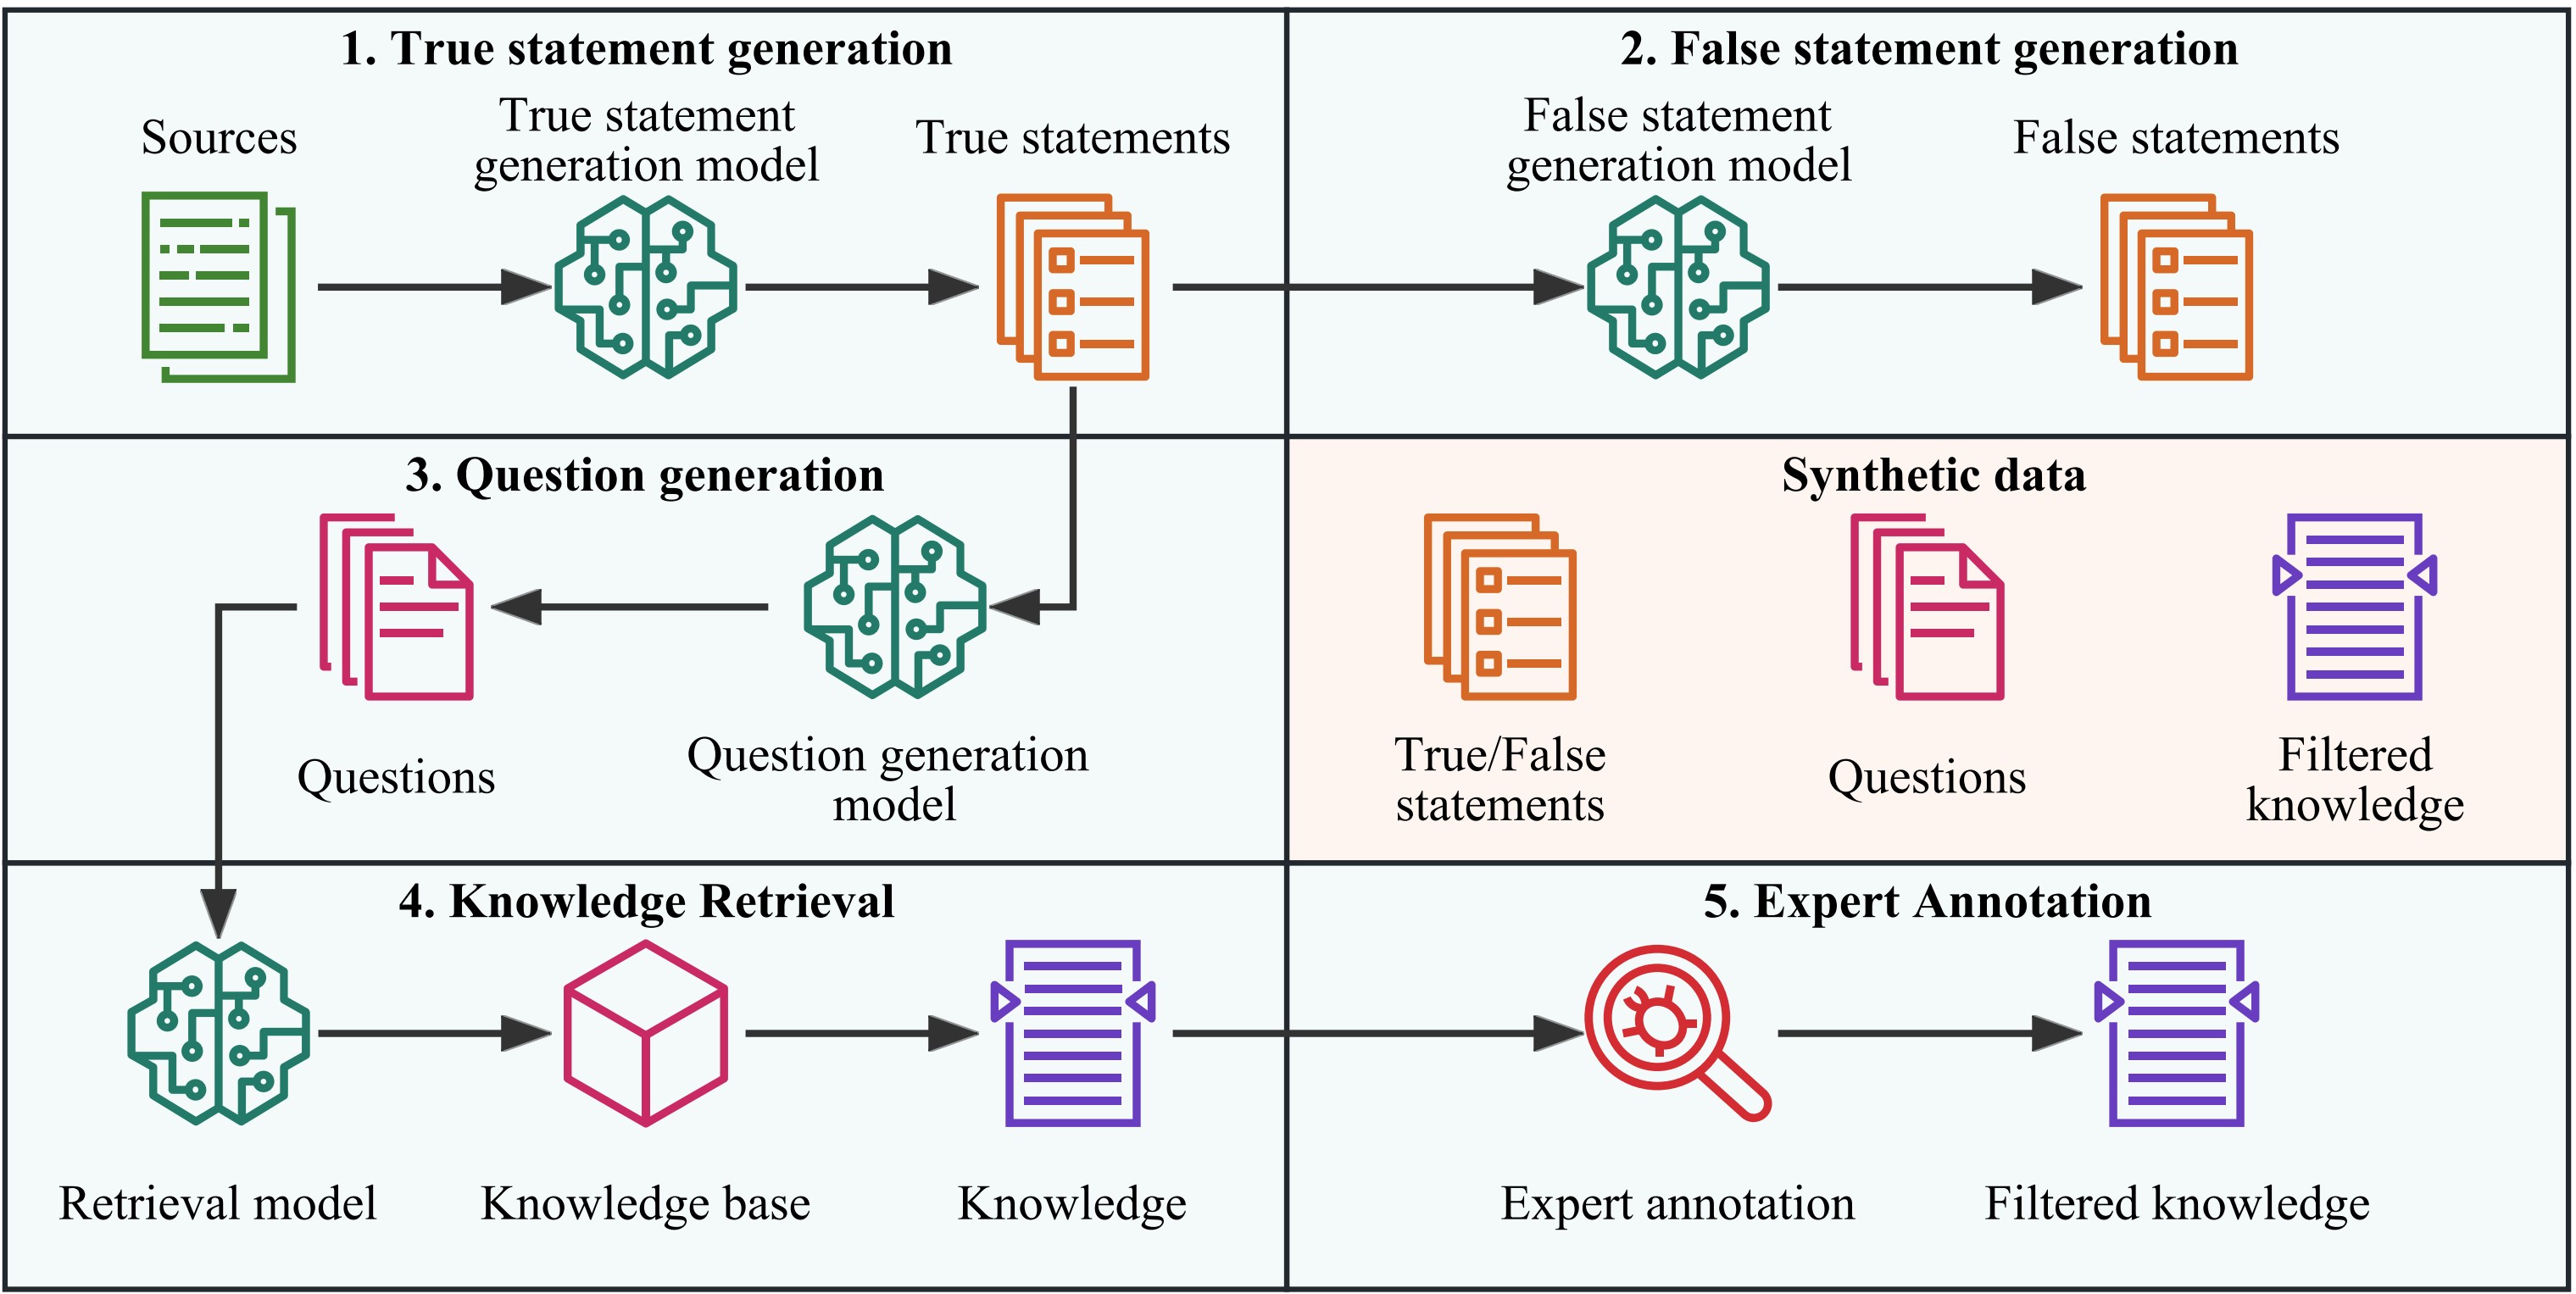 1. True statement generation
Sources
True statement
generation model
True statements
2. False statement generation
False statement
generation model
False statements
3. Question generation
Questions
Question generation
model
Synthetic data
True/False
statements
Questions
Filtered
knowledge
4. Knowledge Retrieval
Retrieval model
Knowledge base
Knowledge
5. Expert Annotation
Expert annotation
Filtered knowledge